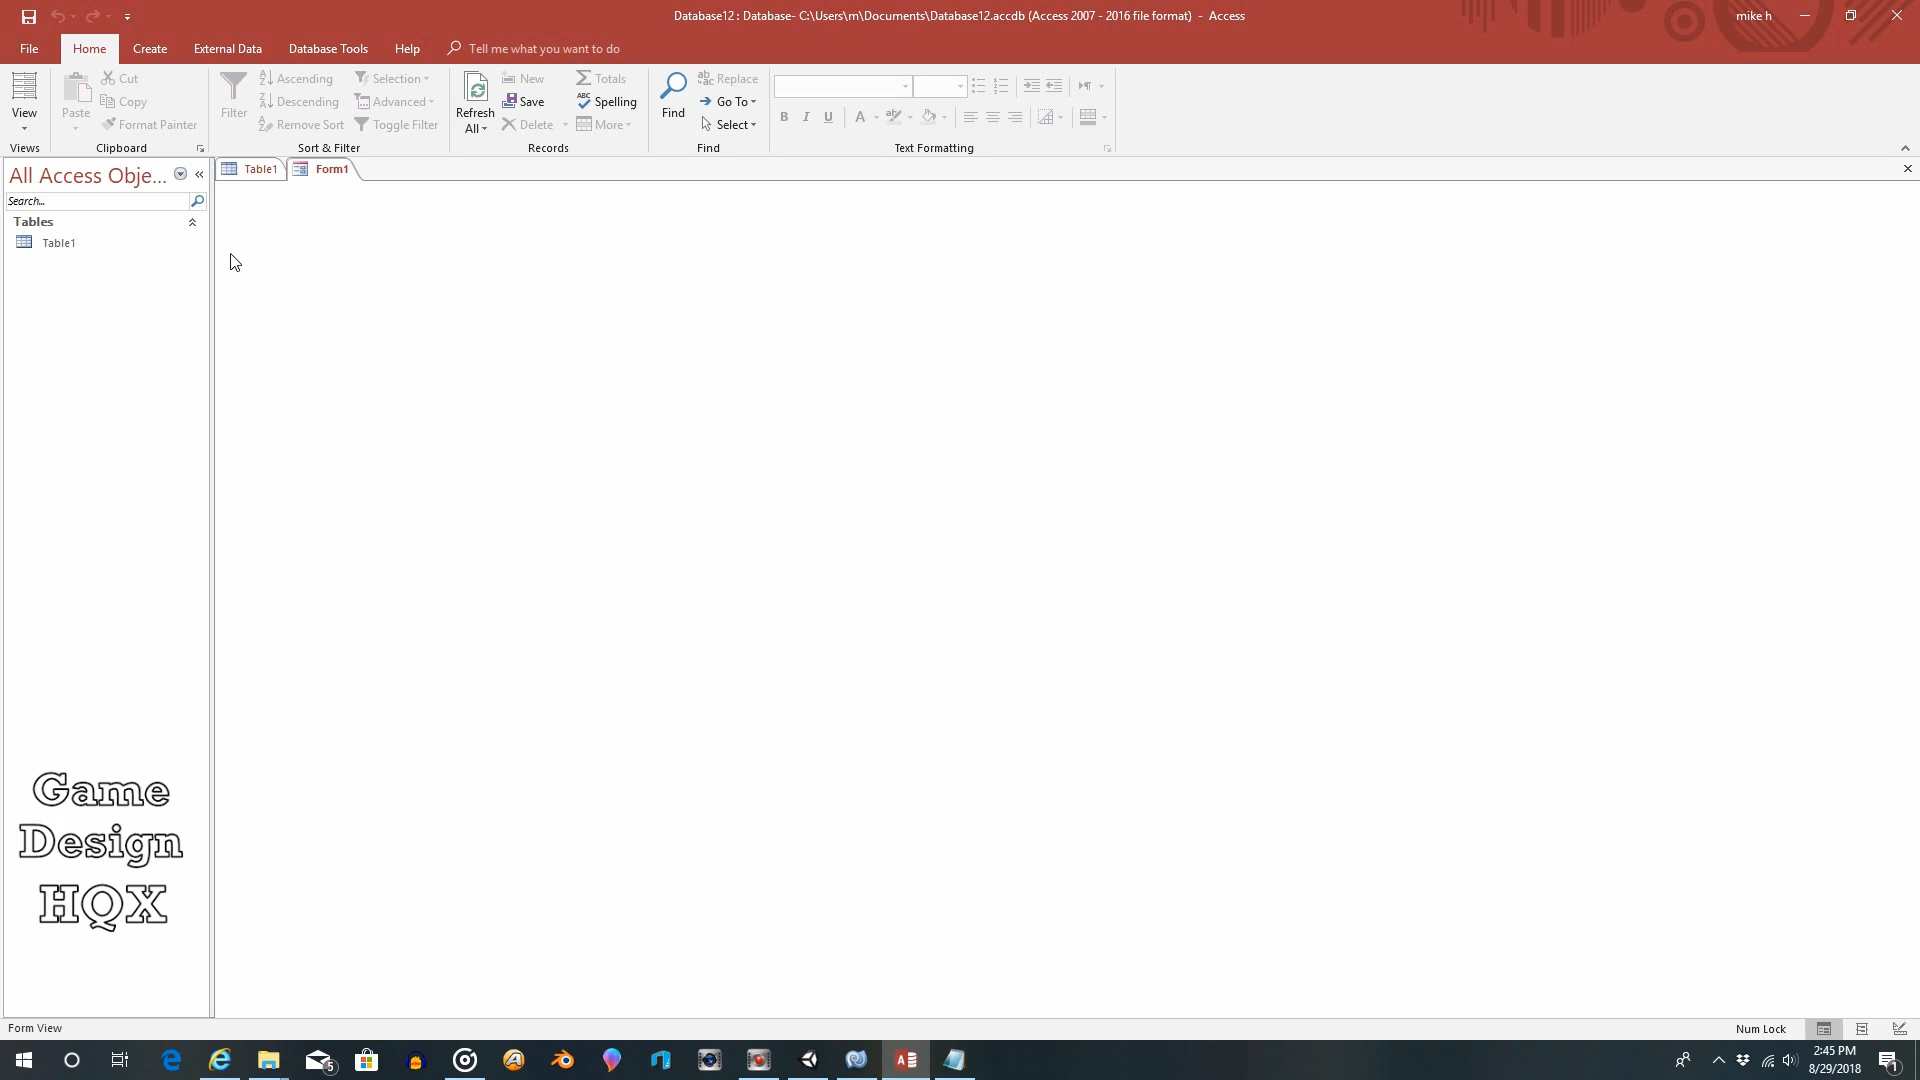 Database12 : Database- C:\Users\m\Documents\Database12.accdb (Access 2007 - 2016 file format) - Access
mike h
File
Home
Create
External Data
Database Tools
Help
Tell me what you want to do
View
Views
Paste
Cut
Copy
Format Painter
Clipboard
Filter
Ascending
Descending
Remove Sort
Selection
Advanced
Toggle Filter
Sort & Filter
Refresh
All
New
Save
Delete
Totals
Spelling
More
Records
Find
Replace
Go To
Select
Find
B I U A
Text Formatting
All Access Obje...
Search...
Tables
Table1
Table1
Form1
Game
Design
HQX
Form View
Num Lock
5
2:45 PM
8/29/2018
1